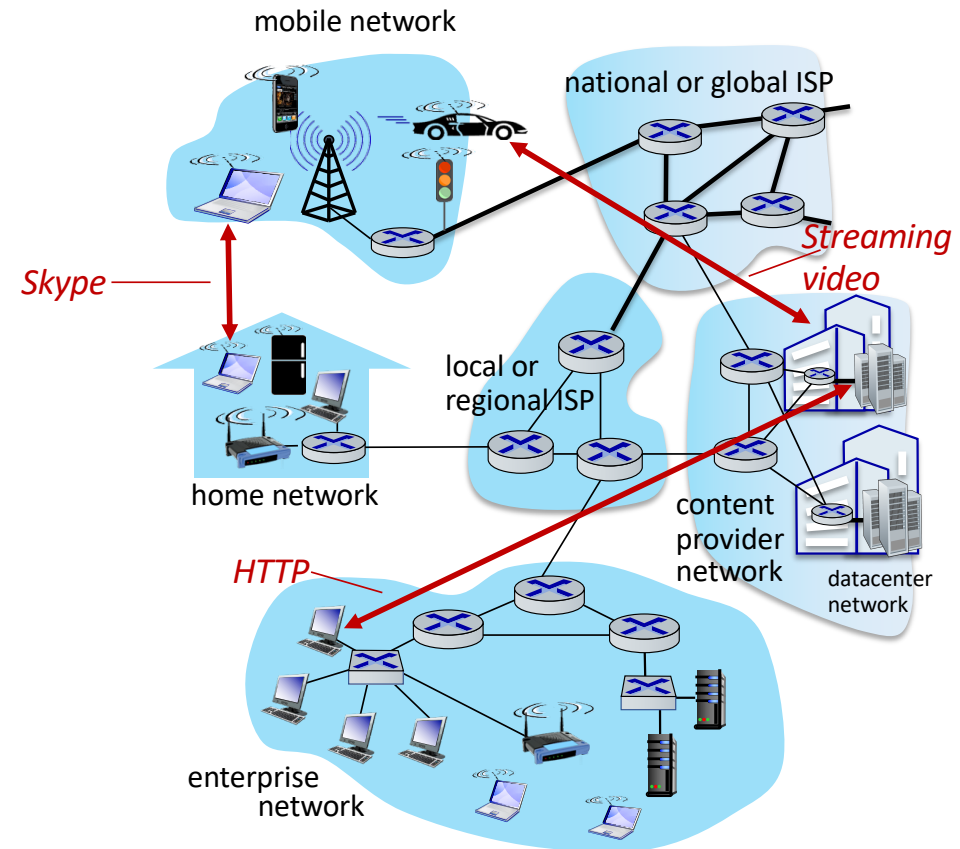 mobile network
national or global ISP
Streaming
video
Skype
local or
regional ISP
home network
content
provider
network
datacenter
network
HTTP
enterprise
network